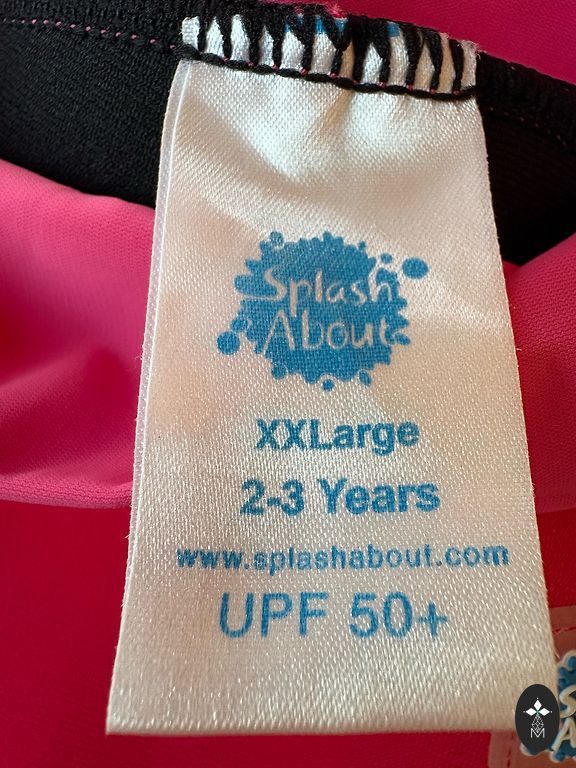 Splash
About
XXLarge
2-3 Years
www.splashabout.com
UPF 50+
S
A
M